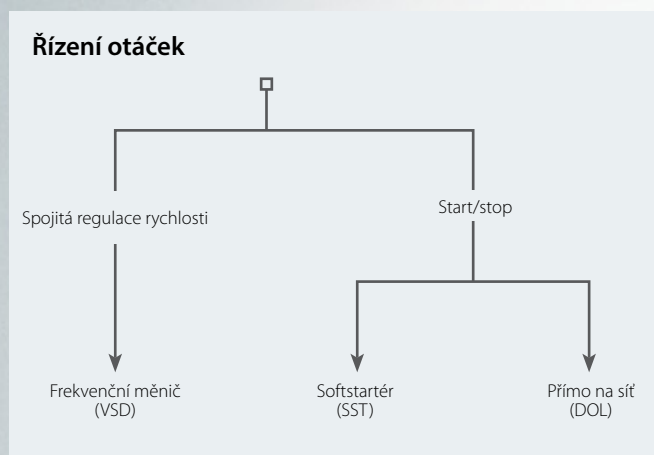 Řízení otáček
Spojitá regulace rychlosti
Start/stop
Frekvenční měnič
(VSD)
Softstartér
(SST)
Přímo na síť
(DOL)